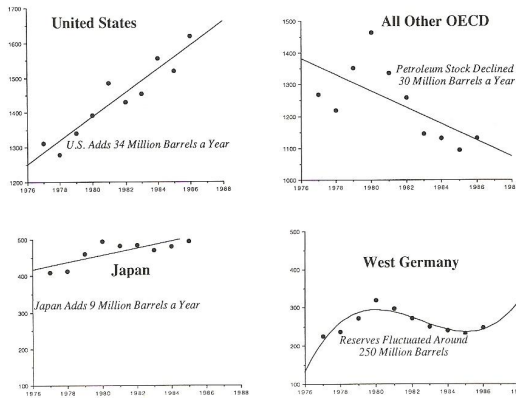 United States
1700
1600
1500
1400
1300
1200
1976 1978 1980 1982 1984 1986 1988
U.S. Adds 34 Million Barrels a Year
All Other OECD
1500
1400
1300
1200
1100
1000
1976 1978 1980 1982 1984 1986 1988
Petroleum Stock Declined
30 Million Barrels a Year
Japan
500
400
300
200
100
1976 1978 1980 1982 1984 1986
Japan Adds 9 Million Barrels a Year
West Germany
500
400
300
200
100
1976 1978 1980 1982 1984 1986 1988
Reserves Fluctuated Around
250 Million Barrels